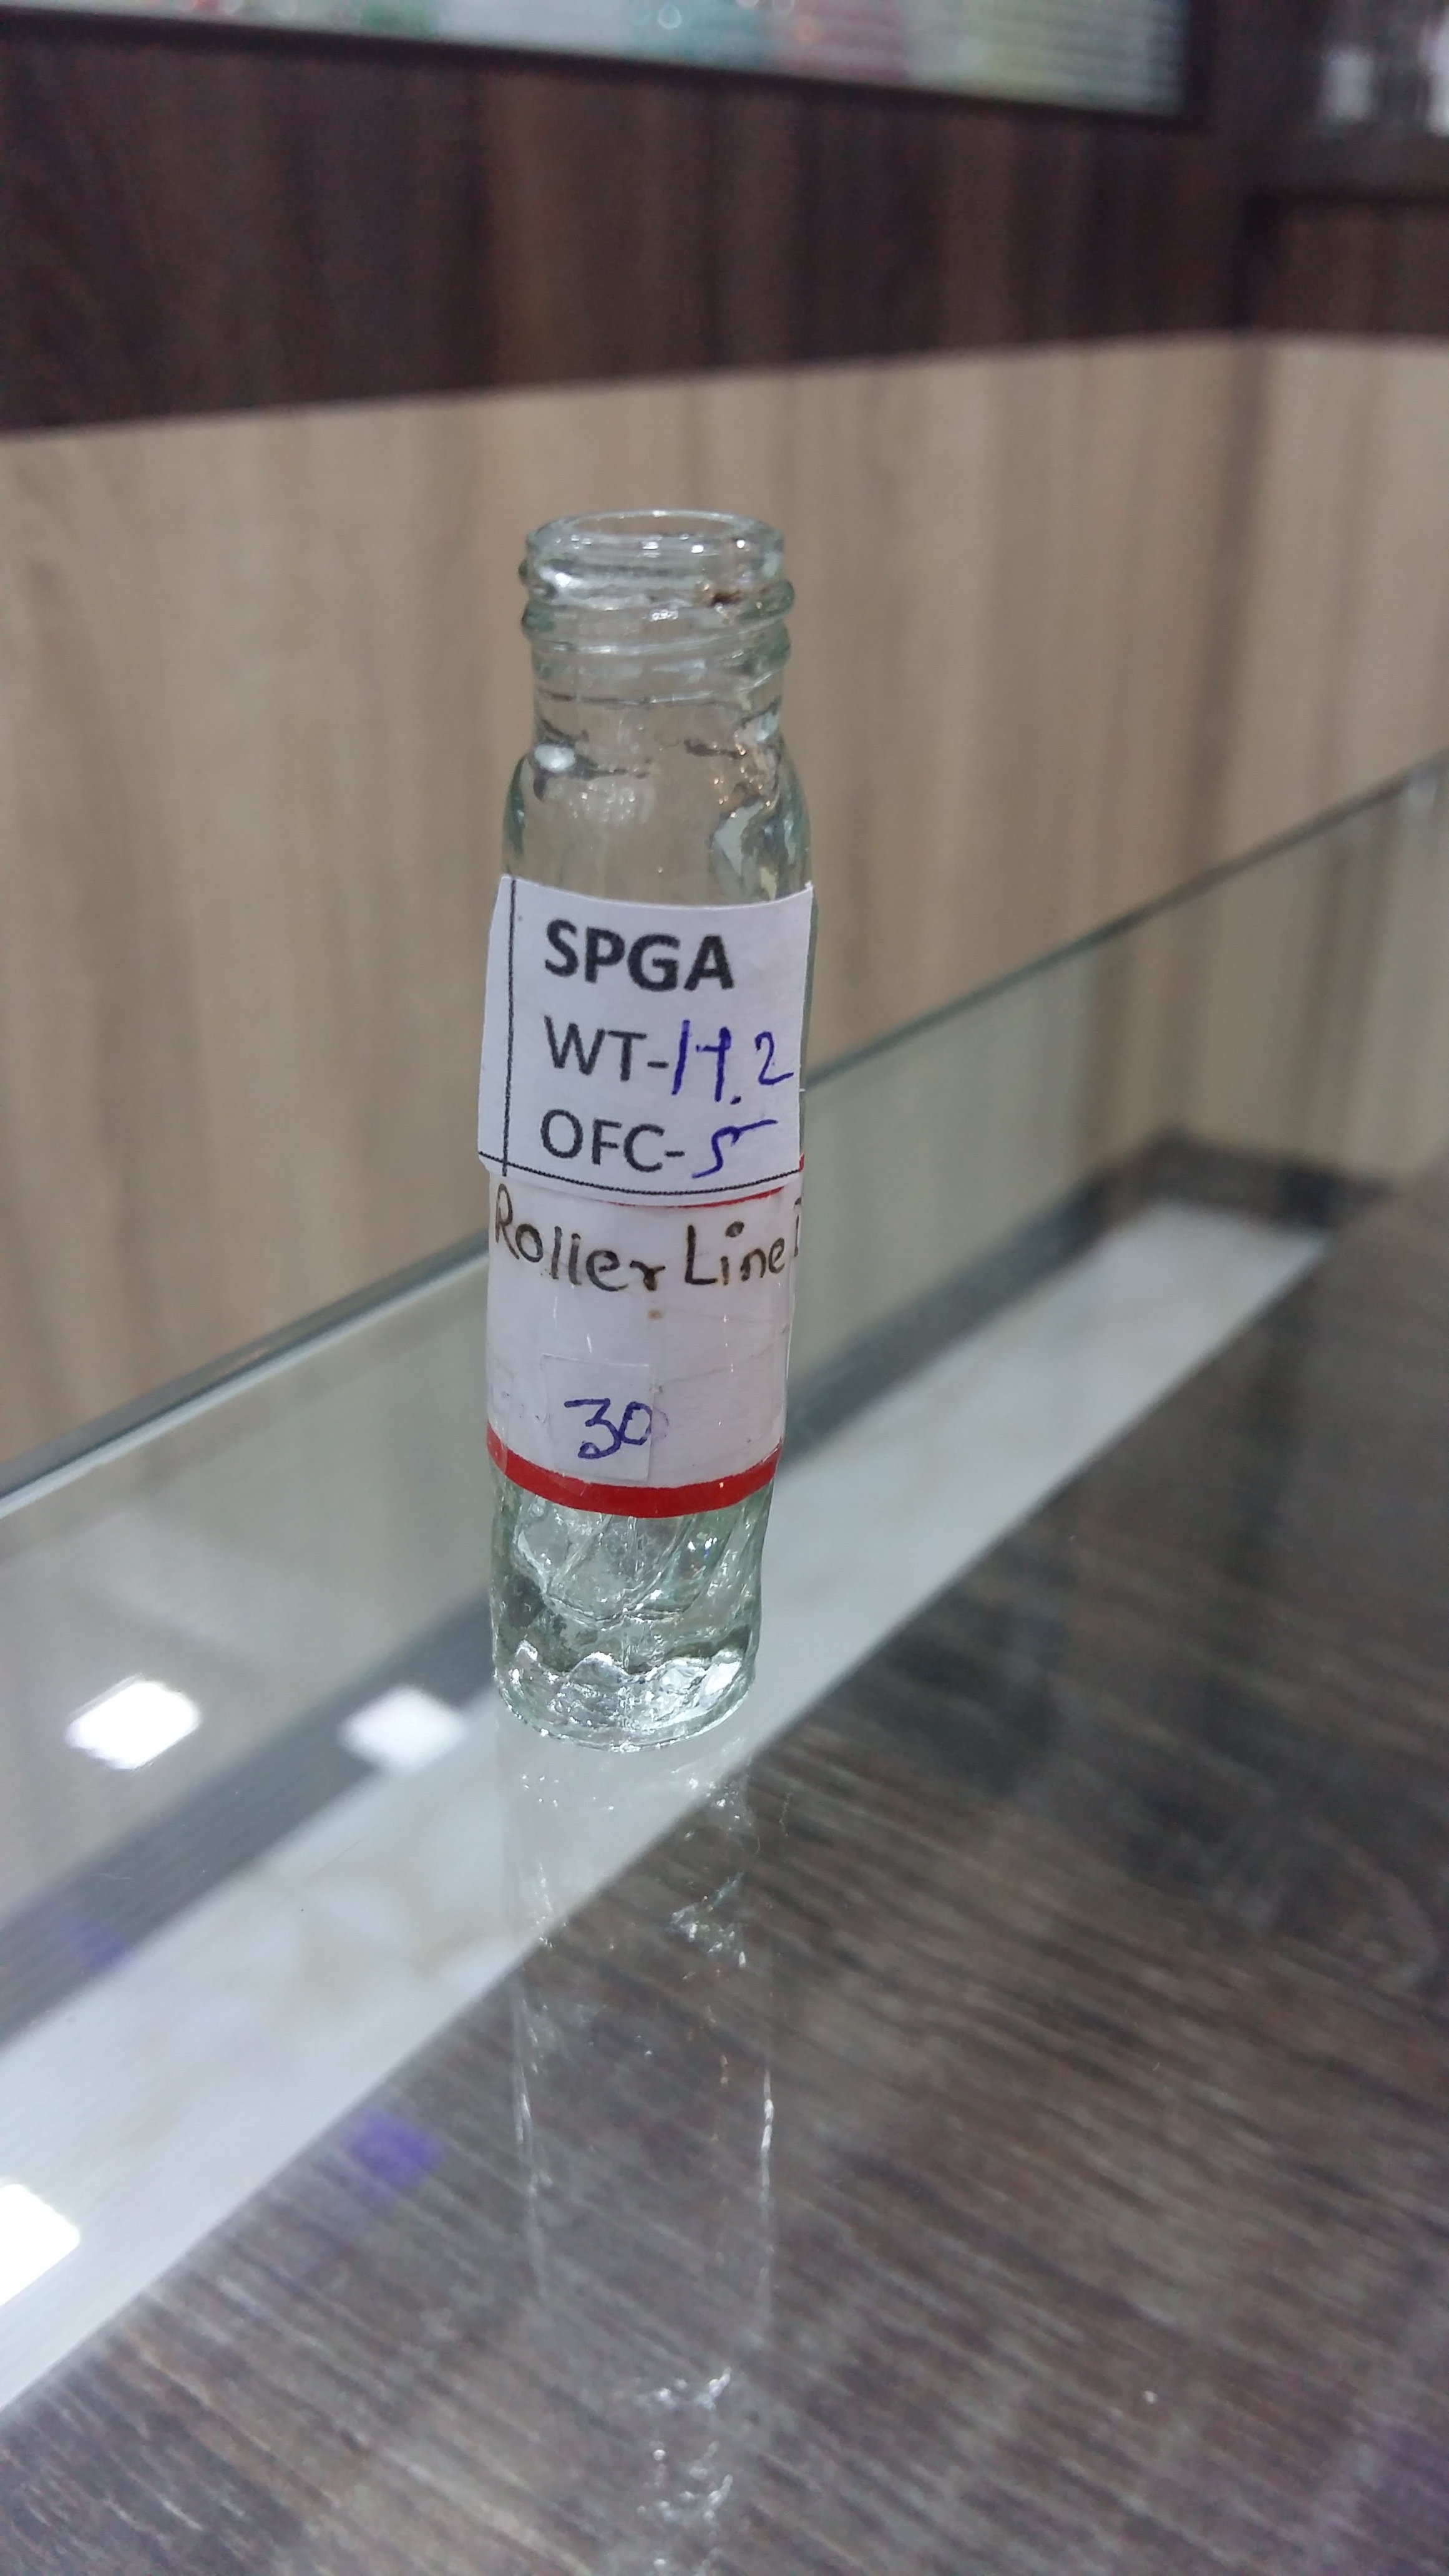 SPGA
WT-17.2
OFC-5
Roller Line
30